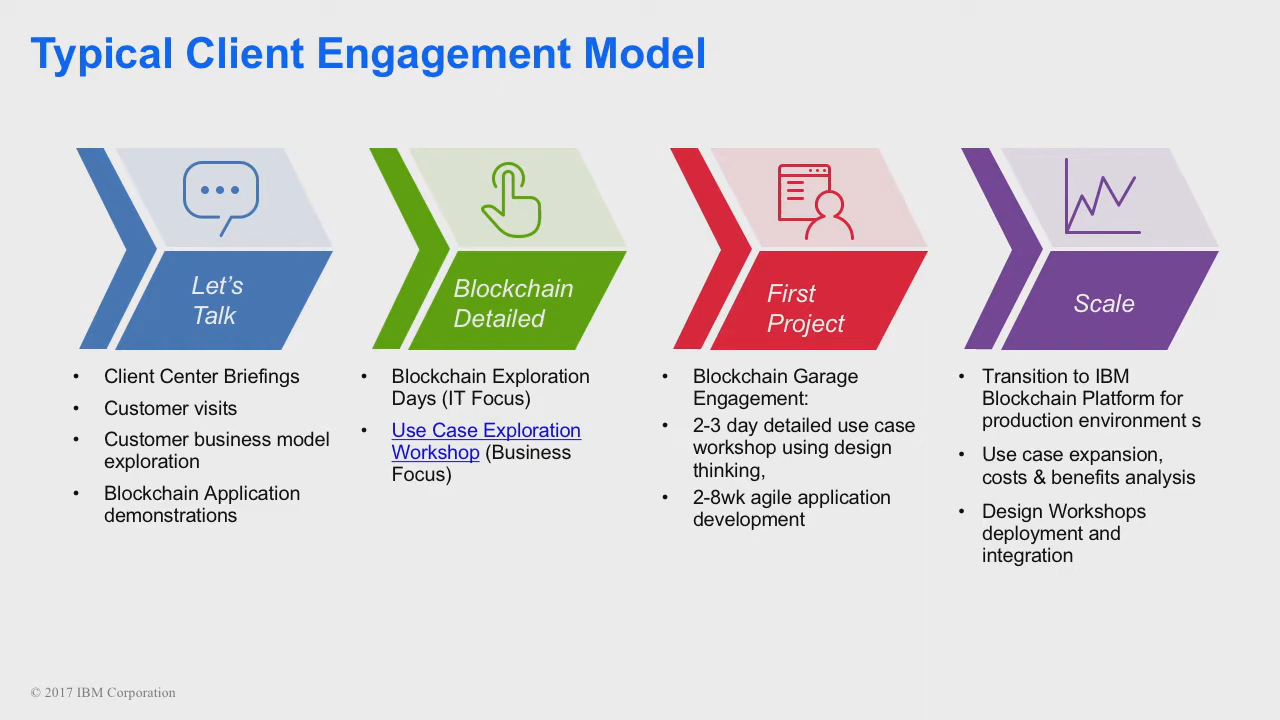 Typical Client Engagement Model
Let’s
Talk
• Client Center Briefings
• Customer visits
• Customer business model
exploration
• Blockchain Application
demonstrations
Blockchain
Detailed
• Blockchain Exploration
Days (IT Focus)
• Use Case Exploration
Workshop (Business
Focus)
First
Project
• Blockchain Garage
Engagement:
• 2-3 day detailed use case
workshop using design
thinking,
• 2-8wk agile application
development
Scale
• Transition to IBM
Blockchain Platform for
production environment s
• Use case expansion,
costs & benefits analysis
• Design Workshops
deployment and
integration
© 2017 IBM Corporation